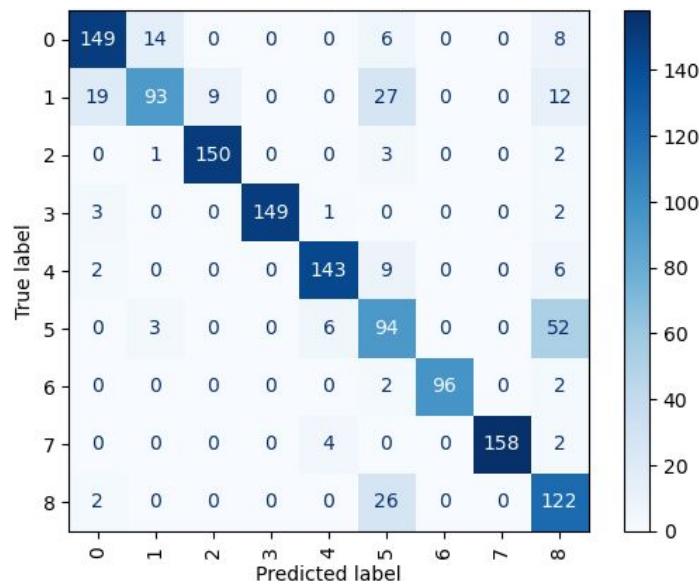 0 149 14 0 0 0 6 0 0 8
1 19 93 9 0 0 27 0 0 12
2 0 1 150 0 0 3 0 0 2
3 3 0 0 149 1 0 0 0 2
4 2 0 0 0 143 9 0 0 6
5 0 3 0 0 6 94 0 0 52
6 0 0 0 0 0 2 96 0 2
7 0 0 0 0 4 0 0 158 2
8 2 0 0 0 0 26 0 0 122
0 1 2 3 4 5 6 7 8
Predicted label
True label
140
120
100
80
60
40
20
0